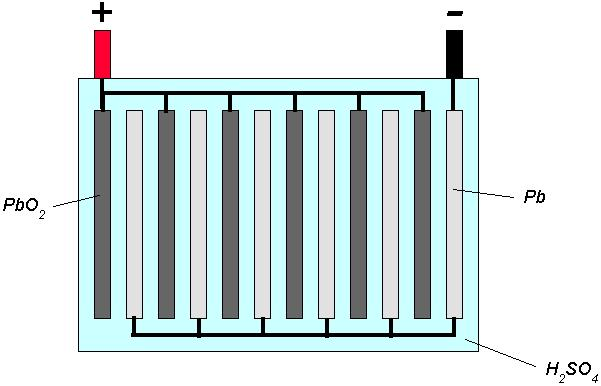 + -
PbO₂
Pb
H₂SO₄